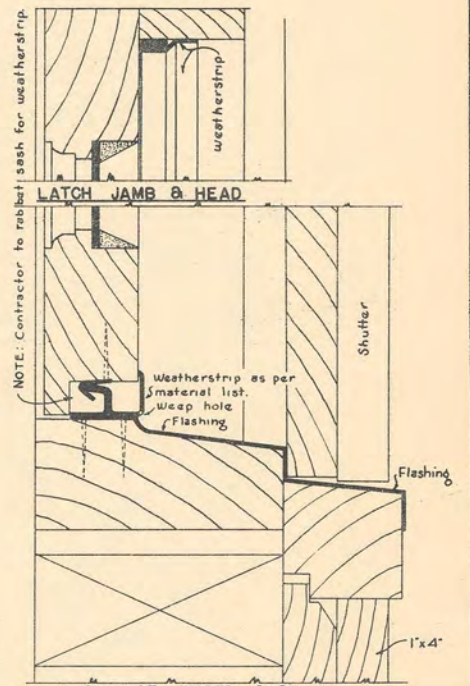 NOTE: Contractor to rabbet sash for weatherstrip.
weatherstrip
LATCH JAMB & HEAD
Shutter
Weatherstrip as per
material list.
Weep hole
Flashing
Flashing
1"x4"